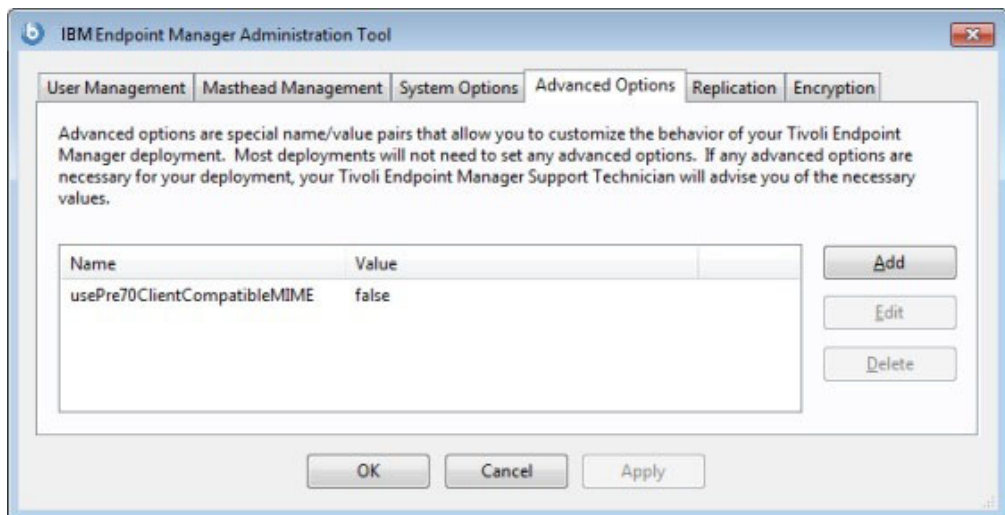 IBM Endpoint Manager Administration Tool
User Management Masthead Management System Options Advanced Options Replication Encryption
Advanced options are special name/value pairs that allow you to customize the behavior of your Tivoli Endpoint
Manager deployment. Most deployments will not need to set any advanced options. If any advanced options are
necessary for your deployment, your Tivoli Endpoint Manager Support Technician will advise you of the necessary
values.
Name Value
usePre70ClientCompatibleMIME false
Add
Edit
Delete
OK Cancel Apply